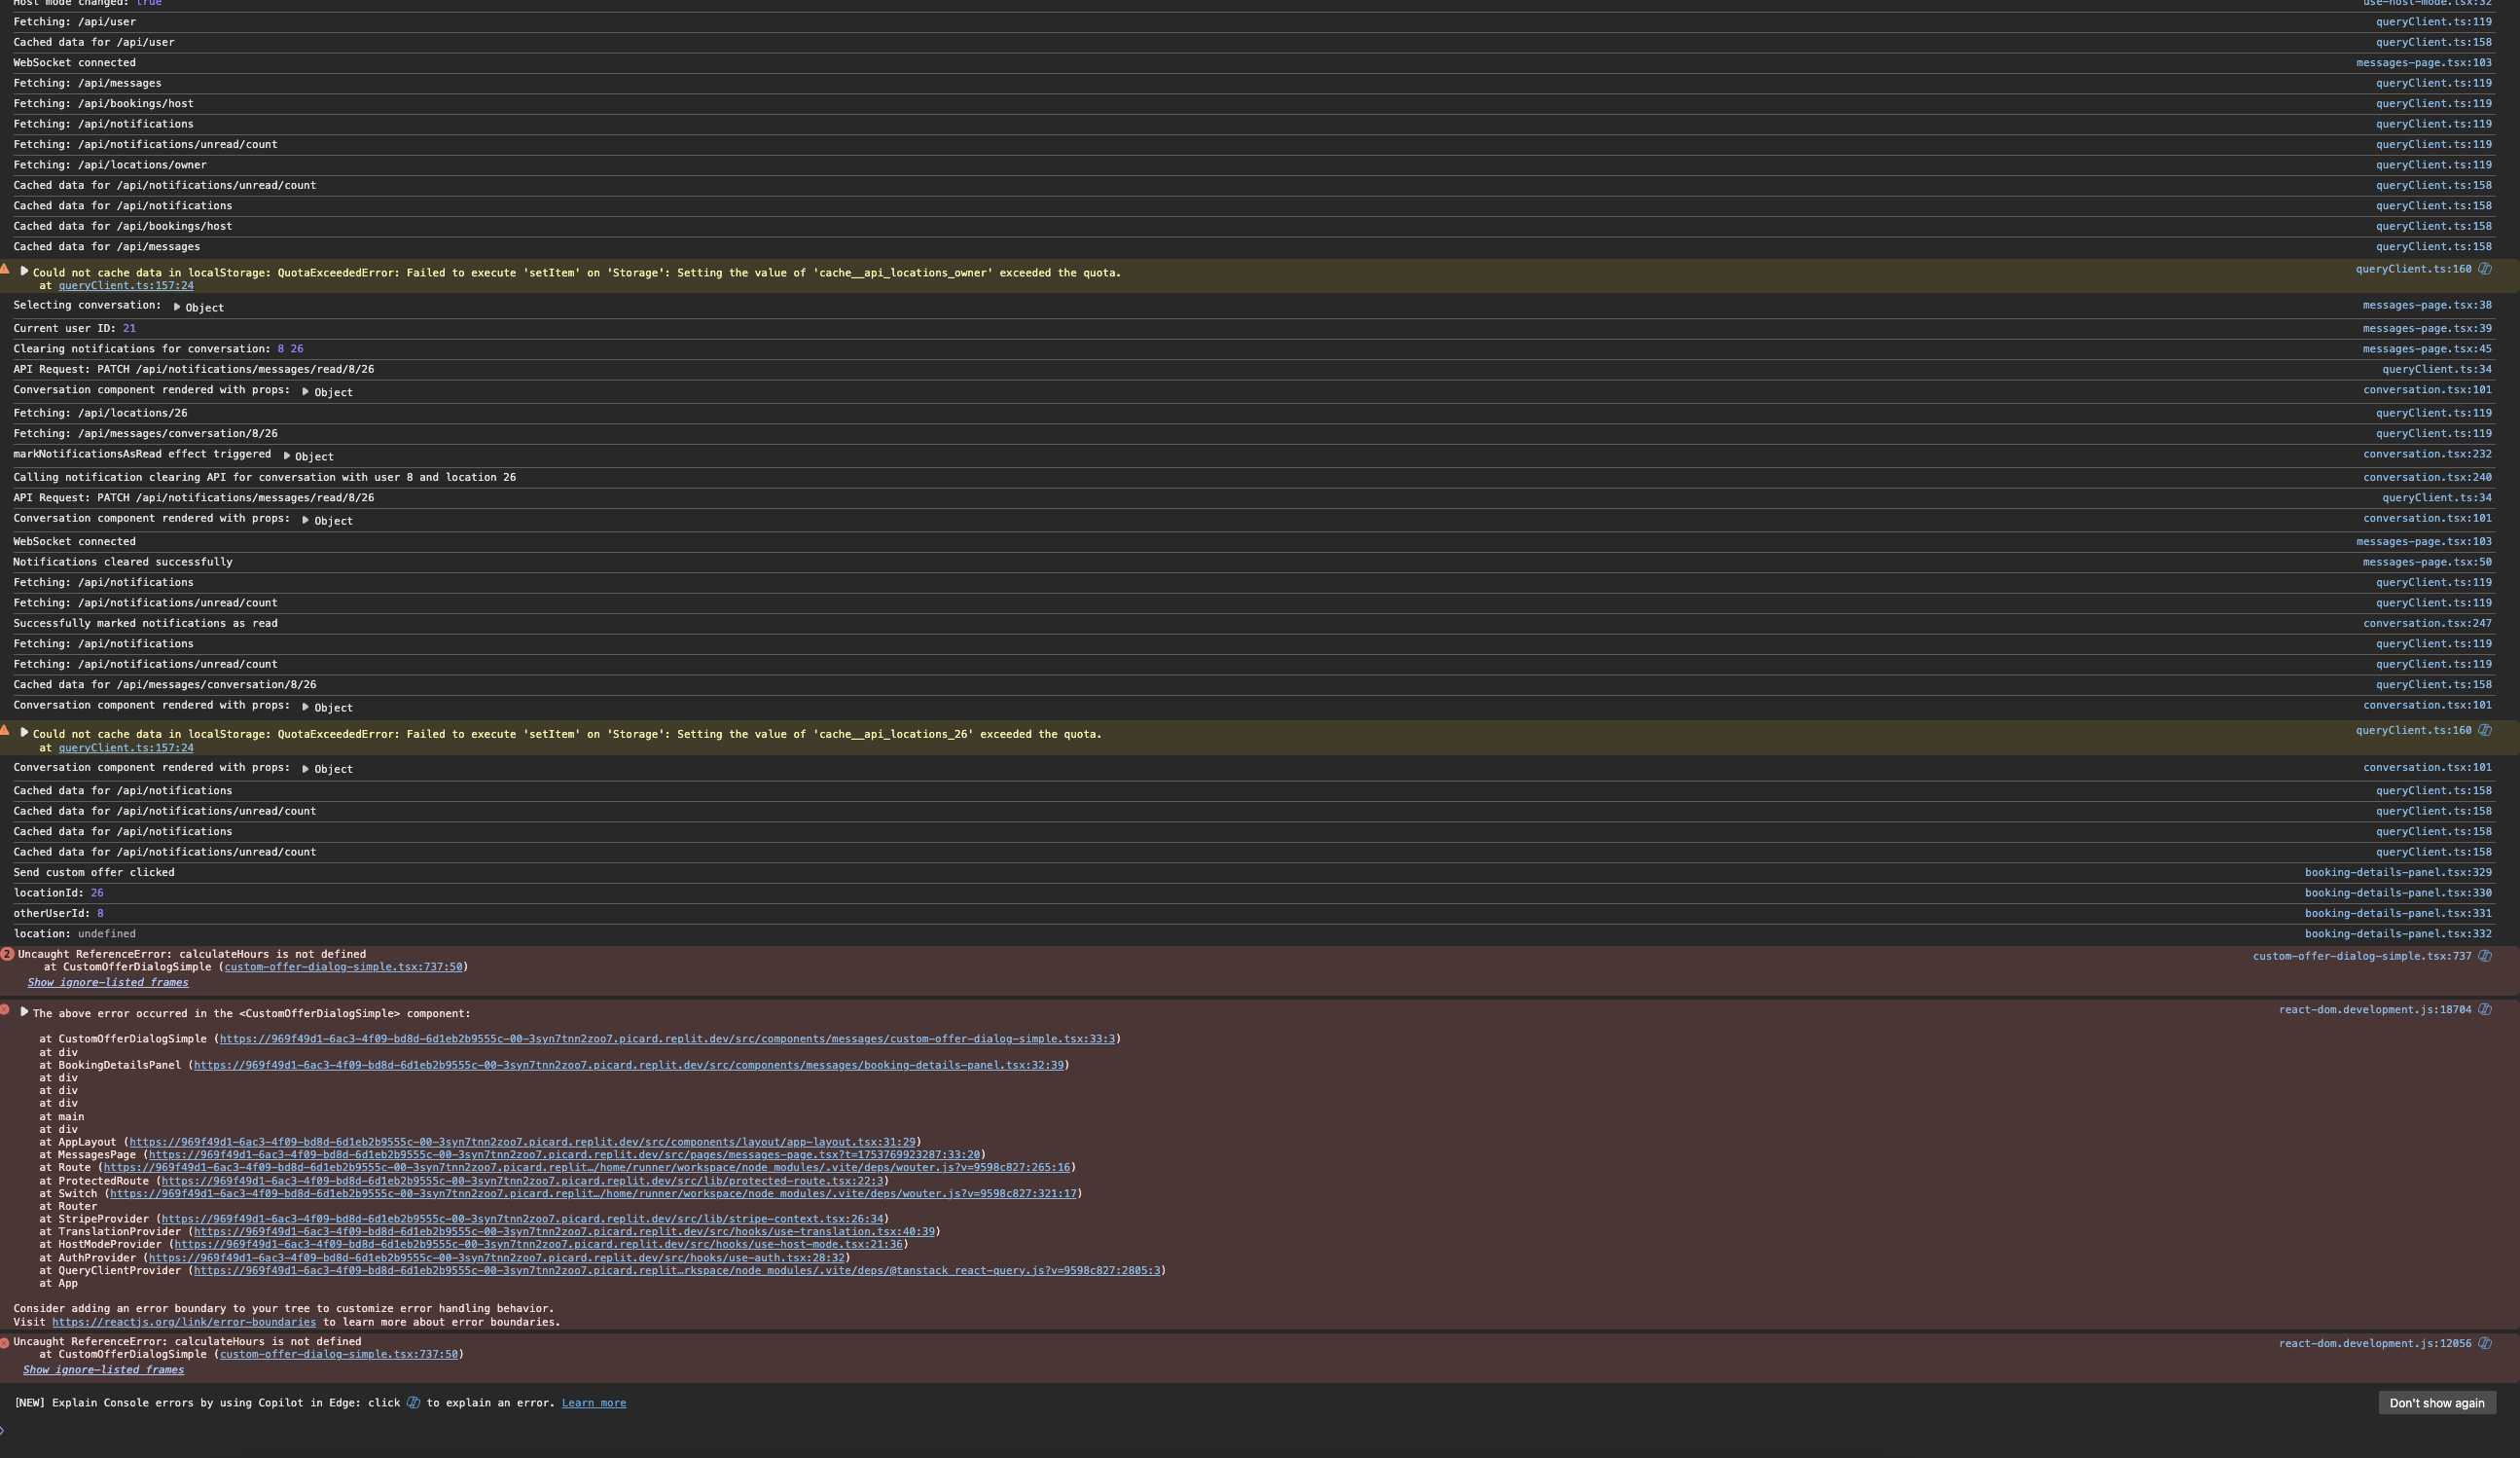 Host mode changed: true use-host-mode.tsx:32
Fetching: /api/user queryClient.ts:119
Cached data for /api/user queryClient.ts:158
WebSocket connected messages-page.tsx:103
Fetching: /api/messages queryClient.ts:119
Fetching: /api/bookings/host queryClient.ts:119
Fetching: /api/notifications queryClient.ts:119
Fetching: /api/notifications/unread/count queryClient.ts:119
Fetching: /api/locations/owner queryClient.ts:119
Cached data for /api/notifications/unread/count queryClient.ts:158
Cached data for /api/notifications queryClient.ts:158
Cached data for /api/bookings/host queryClient.ts:158
Cached data for /api/messages queryClient.ts:158
Could not cache data in localStorage: QuotaExceededError: Failed to execute 'setItem' on 'Storage': Setting the value of 'cache__api_locations_owner' exceeded the quota. queryClient.ts:160
at queryClient.ts:157:24
Selecting conversation: Object messages-page.tsx:38
Current user ID: 21 messages-page.tsx:39
Clearing notifications for conversation: 8 26 messages-page.tsx:45
API Request: PATCH /api/notifications/messages/read/8/26 queryClient.ts:34
Conversation component rendered with props: Object conversation.tsx:101
Fetching: /api/locations/26 queryClient.ts:119
Fetching: /api/messages/conversation/8/26 queryClient.ts:119
markNotificationsAsRead effect triggered Object conversation.tsx:232
Calling notification clearing API for conversation with user 8 and location 26 conversation.tsx:240
API Request: PATCH /api/notifications/messages/read/8/26 queryClient.ts:34
Conversation component rendered with props: Object conversation.tsx:101
WebSocket connected messages-page.tsx:103
Notifications cleared successfully messages-page.tsx:50
Fetching: /api/notifications queryClient.ts:119
Fetching: /api/notifications/unread/count queryClient.ts:119
Successfully marked notifications as read conversation.tsx:247
Fetching: /api/notifications queryClient.ts:119
Fetching: /api/notifications/unread/count queryClient.ts:119
Cached data for /api/messages/conversation/8/26 queryClient.ts:158
Conversation component rendered with props: Object conversation.tsx:101
Could not cache data in localStorage: QuotaExceededError: Failed to execute 'setItem' on 'Storage': Setting the value of 'cache__api_locations_26' exceeded the quota. queryClient.ts:160
at queryClient.ts:157:24
Conversation component rendered with props: Object conversation.tsx:101
Cached data for /api/notifications queryClient.ts:158
Cached data for /api/notifications/unread/count queryClient.ts:158
Cached data for /api/notifications queryClient.ts:158
Cached data for /api/notifications/unread/count queryClient.ts:158
Send custom offer clicked booking-details-panel.tsx:329
locationId: 26 booking-details-panel.tsx:330
otherUserId: 8 booking-details-panel.tsx:331
location: undefined booking-details-panel.tsx:332
2 Uncaught ReferenceError: calculateHours is not defined custom-offer-dialog-simple.tsx:737
at CustomOfferDialogSimple (custom-offer-dialog-simple.tsx:737:50)
Show ignore-listed frames
The above error occurred in the <CustomOfferDialogSimple> component: react-dom.development.js:18704
at CustomOfferDialogSimple (https://969f49d1-6ac3-4f09-bd8d-6d1eb2b9555c-00-3syn7tnn2zoo7.picard.replit.dev/src/components/messages/custom-offer-dialog-simple.tsx:33:3)
at div
at BookingDetailsPanel (https://969f49d1-6ac3-4f09-bd8d-6d1eb2b9555c-00-3syn7tnn2zoo7.picard.replit.dev/src/components/messages/booking-details-panel.tsx:32:39)
at div
at div
at div
at main
at div
at AppLayout (https://969f49d1-6ac3-4f09-bd8d-6d1eb2b9555c-00-3syn7tnn2zoo7.picard.replit.dev/src/components/layout/app-layout.tsx:31:29)
at MessagesPage (https://969f49d1-6ac3-4f09-bd8d-6d1eb2b9555c-00-3syn7tnn2zoo7.picard.replit.dev/src/pages/messages-page.tsx?t=1753769923287:33:20)
at Route (https://969f49d1-6ac3-4f09-bd8d-6d1eb2b9555c-00-3syn7tnn2zoo7.picard.replit…/home/runner/workspace/node_modules/.vite/deps/wouter.js?v=9598c827:265:16)
at ProtectedRoute (https://969f49d1-6ac3-4f09-bd8d-6d1eb2b9555c-00-3syn7tnn2zoo7.picard.replit.dev/src/lib/protected-route.tsx:22:3)
at Switch (https://969f49d1-6ac3-4f09-bd8d-6d1eb2b9555c-00-3syn7tnn2zoo7.picard.replit…/home/runner/workspace/node_modules/.vite/deps/wouter.js?v=9598c827:321:17)
at Router
at StripeProvider (https://969f49d1-6ac3-4f09-bd8d-6d1eb2b9555c-00-3syn7tnn2zoo7.picard.replit.dev/src/lib/stripe-context.tsx:26:34)
at TranslationProvider (https://969f49d1-6ac3-4f09-bd8d-6d1eb2b9555c-00-3syn7tnn2zoo7.picard.replit.dev/src/hooks/use-translation.tsx:40:39)
at HostModeProvider (https://969f49d1-6ac3-4f09-bd8d-6d1eb2b9555c-00-3syn7tnn2zoo7.picard.replit.dev/src/hooks/use-host-mode.tsx:21:36)
at AuthProvider (https://969f49d1-6ac3-4f09-bd8d-6d1eb2b9555c-00-3syn7tnn2zoo7.picard.replit.dev/src/hooks/use-auth.tsx:28:32)
at QueryClientProvider (https://969f49d1-6ac3-4f09-bd8d-6d1eb2b9555c-00-3syn7tnn2zoo7.picard.replit…rkspace/node_modules/.vite/deps/@tanstack_react-query.js?v=9598c827:2805:3)
at App
Consider adding an error boundary to your tree to customize error handling behavior.
Visit https://reactjs.org/link/error-boundaries to learn more about error boundaries.
Uncaught ReferenceError: calculateHours is not defined react-dom.development.js:12056
at CustomOfferDialogSimple (custom-offer-dialog-simple.tsx:737:50)
Show ignore-listed frames
[NEW] Explain Console errors by using Copilot in Edge: click to explain an error. Learn more Don't show again